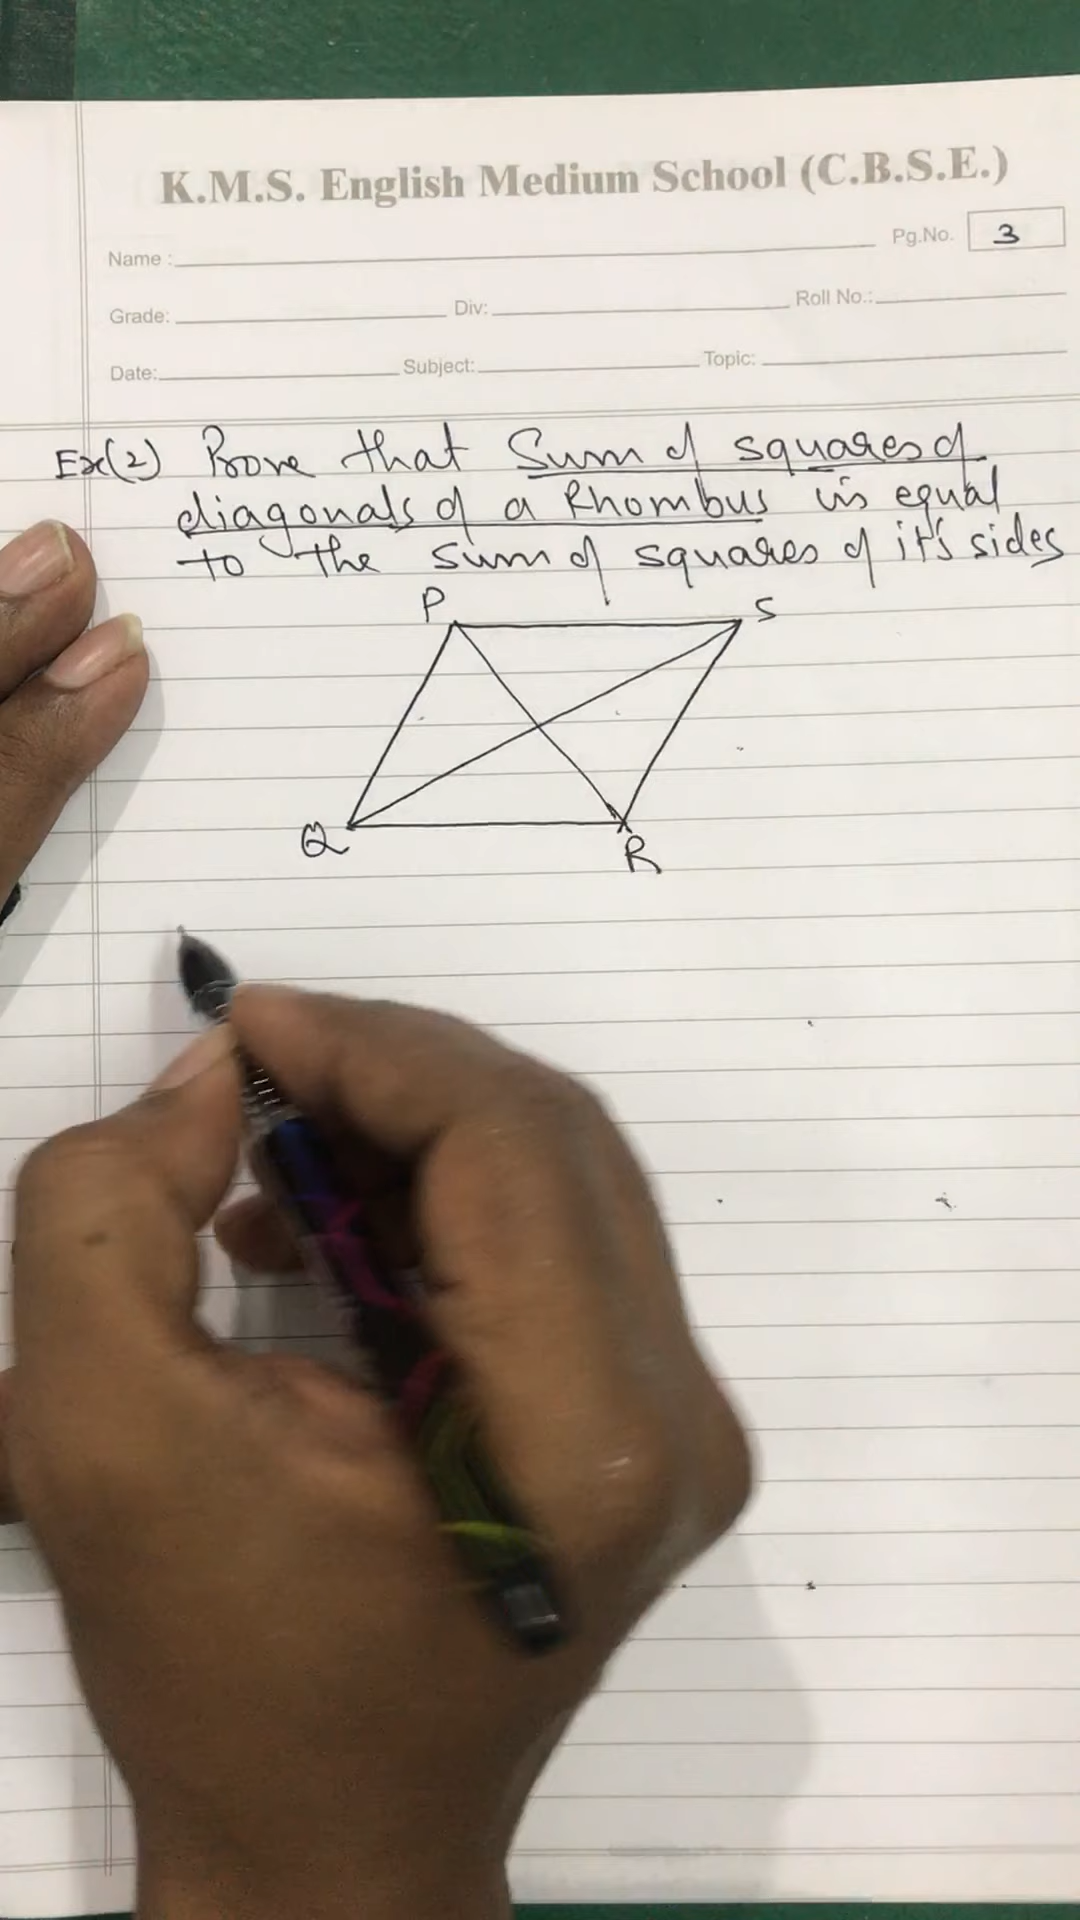 K.M.S. English Medium School (C.B.S.E.)
Name : Pg.No. 3
Grade: Div: Roll No.:
Date: Subject: Topic:
Ex(2) Prove that Sum of squares of
diagonals of a Rhombus is equal
to the sum of squares of it's sides
P S
Q R